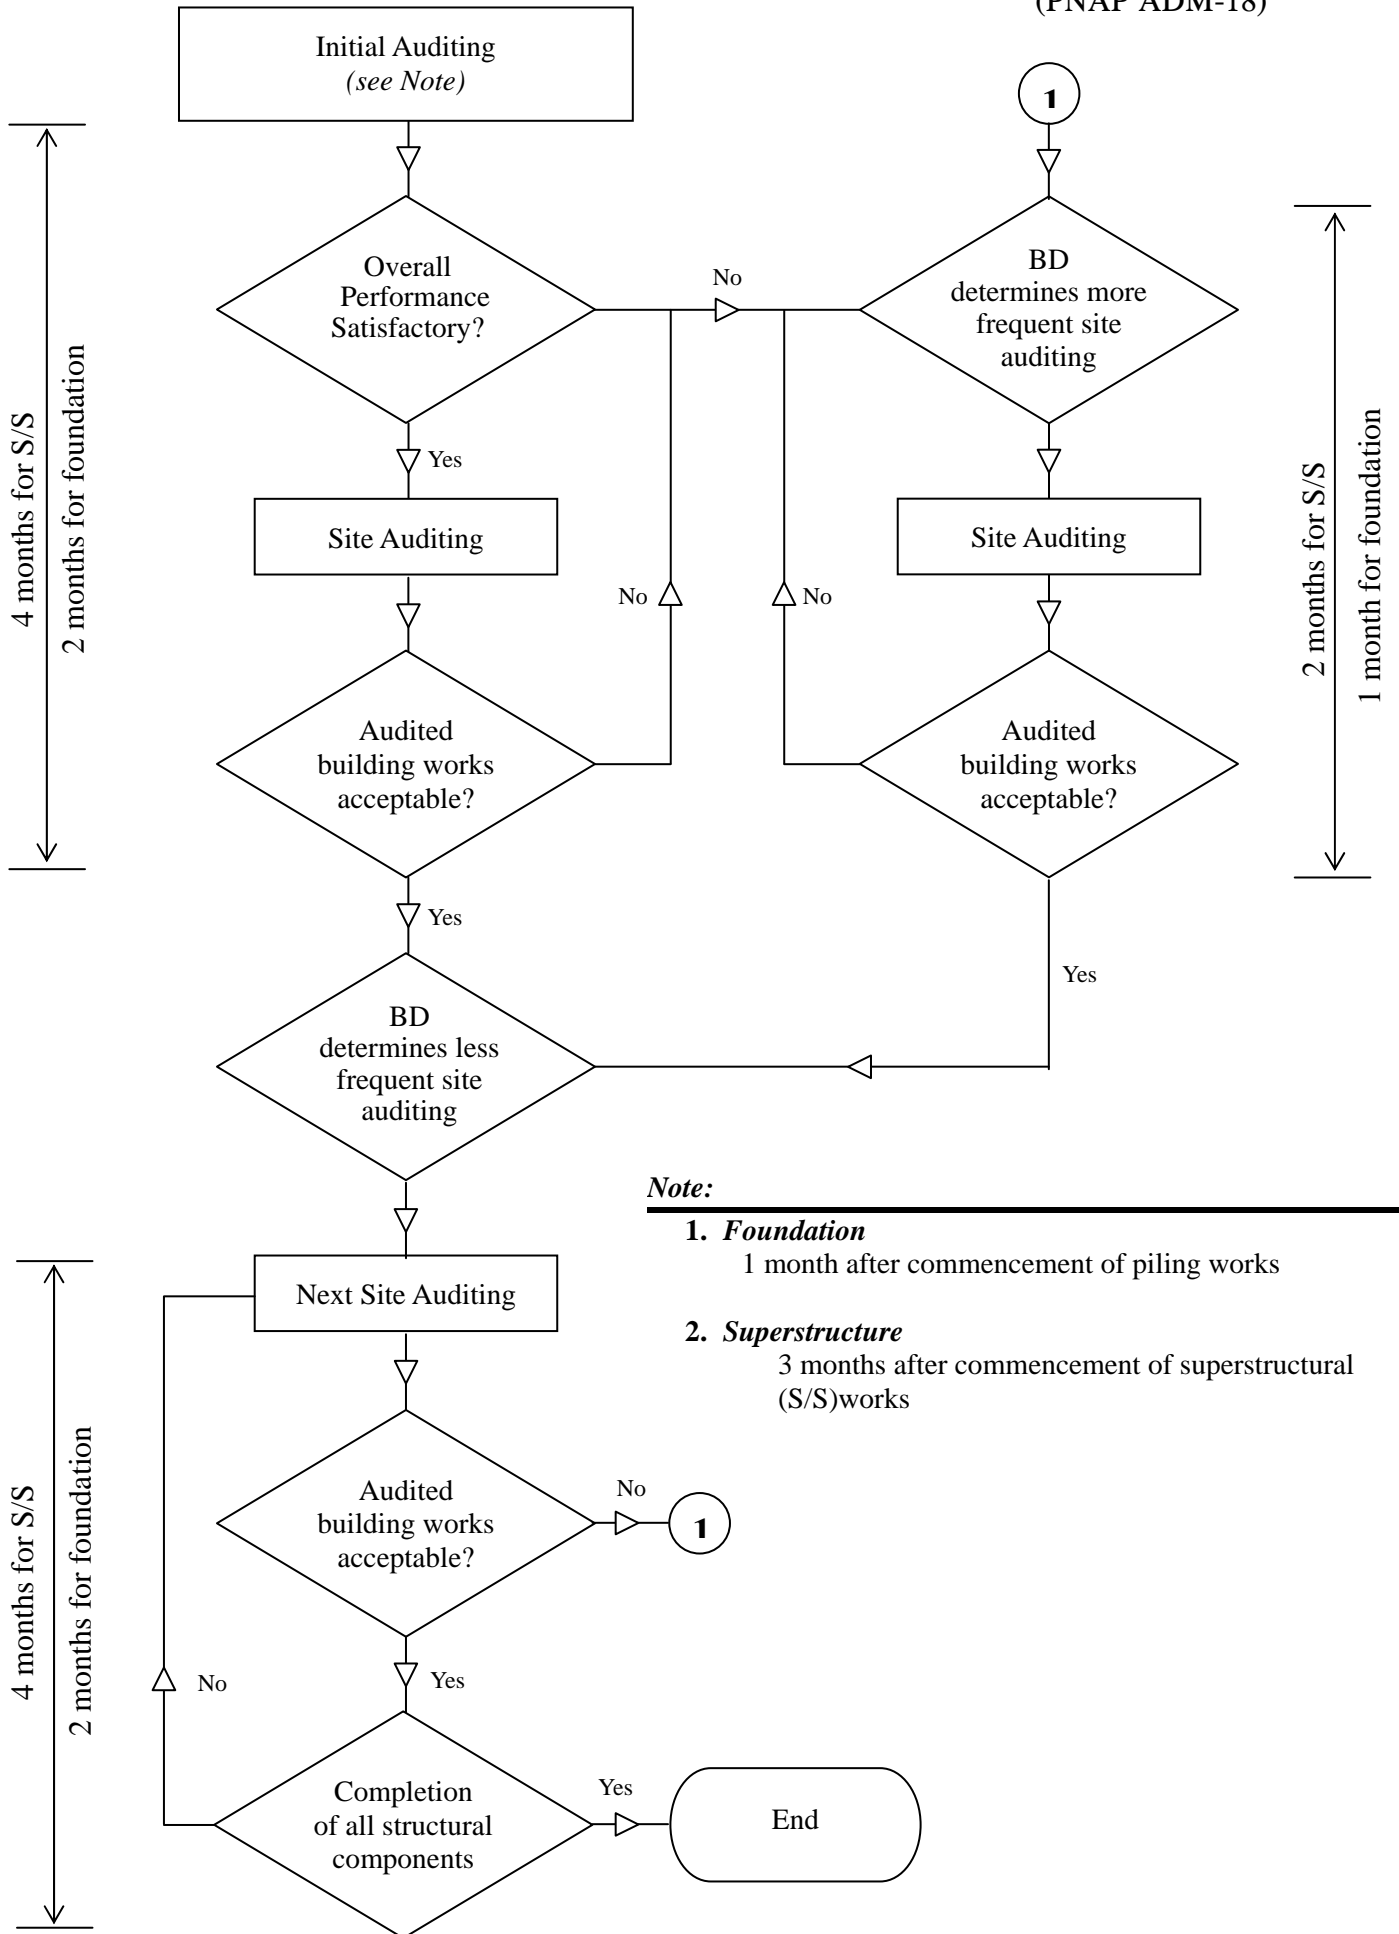 (PNAP ADM-18)
Initial Auditing
(see Note)
1
Overall
Performance
Satisfactory?
No
BD
determines more
frequent site
auditing
4 months for S/S
2 months for foundation
Yes
Site Auditing
Site Auditing
2 months for S/S
1 month for foundation
No
No
Audited
building works
acceptable?
Audited
building works
acceptable?
Yes
Yes
BD
determines less
frequent site
auditing
Note:
1. Foundation
1 month after commencement of piling works
2. Superstructure
3 months after commencement of superstructural
(S/S)works
Next Site Auditing
4 months for S/S
2 months for foundation
Audited
building works
acceptable?
No
1
Yes
No
Completion
of all structural
components
Yes
End